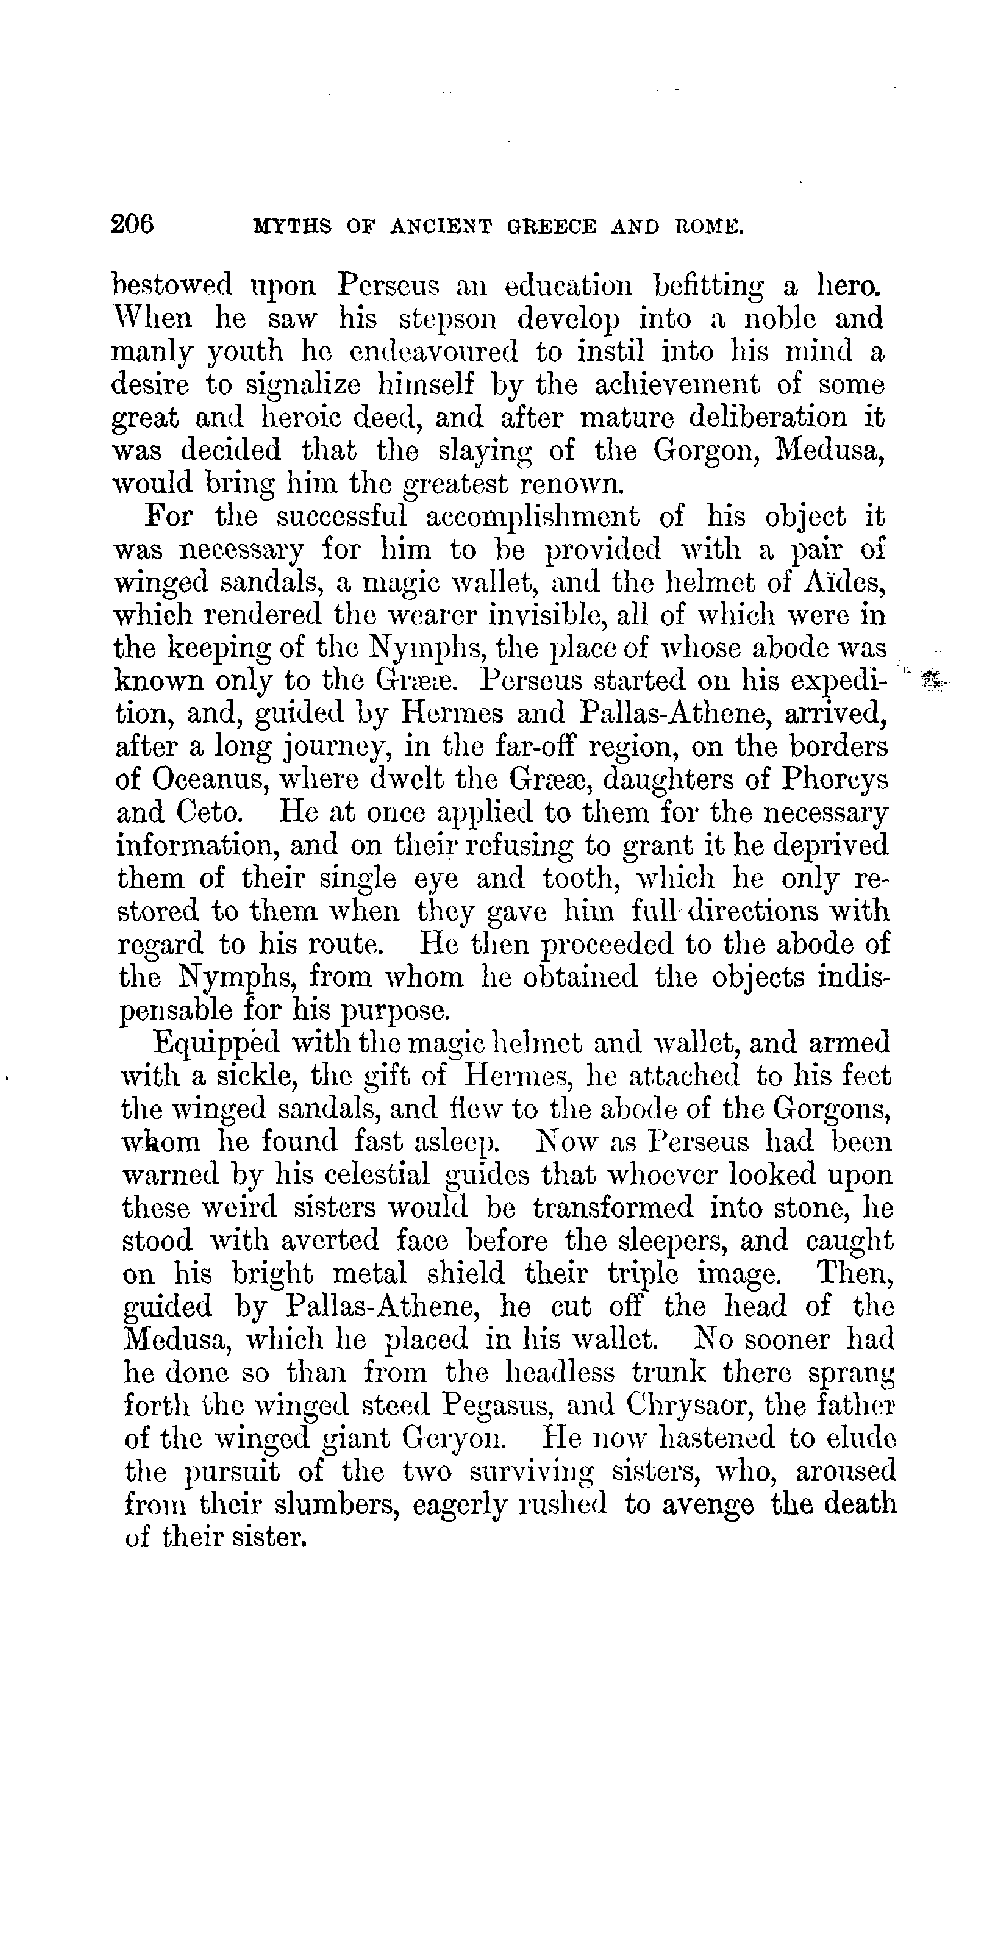 206 MYTHS OF ANCIENT GREECE AND ROME.
bestowed upon Perseus an education befitting a hero.
When he saw his stepson develop into a noble and
manly youth he endeavoured to instil into his mind a
desire to signalize himself by the achievement of some
great and heroic deed, and after mature deliberation it
was decided that the slaying of the Gorgon, Medusa,
would bring him the greatest renown.
For the successful accomplishment of his object it
was necessary for him to be provided with a pair of
winged sandals, a magic wallet, and the helmet of Aïdes,
which rendered the wearer invisible, all of which were in
the keeping of the Nymphs, the place of whose abode was
known only to the Grææ. Perseus started on his expedi-
tion, and, guided by Hermes and Pallas-Athene, arrived,
after a long journey, in the far-off region, on the borders
of Oceanus, where dwelt the Grææ, daughters of Phorcys
and Ceto. He at once applied to them for the necessary
information, and on their refusing to grant it he deprived
them of their single eye and tooth, which he only re-
stored to them when they gave him full directions with
regard to his route. He then proceeded to the abode of
the Nymphs, from whom he obtained the objects indis-
pensable for his purpose.
Equipped with the magic helmet and wallet, and armed
with a sickle, the gift of Hermes, he attached to his feet
the winged sandals, and flew to the abode of the Gorgons,
whom he found fast asleep. Now as Perseus had been
warned by his celestial guides that whoever looked upon
these weird sisters would be transformed into stone, he
stood with averted face before the sleepers, and caught
on his bright metal shield their triple image. Then,
guided by Pallas-Athene, he cut off the head of the
Medusa, which he placed in his wallet. No sooner had
he done so than from the headless trunk there sprang
forth the winged steed Pegasus, and Chrysaor, the father
of the winged giant Geryon. He now hastened to elude
the pursuit of the two surviving sisters, who, aroused
from their slumbers, eagerly rushed to avenge the death
of their sister.